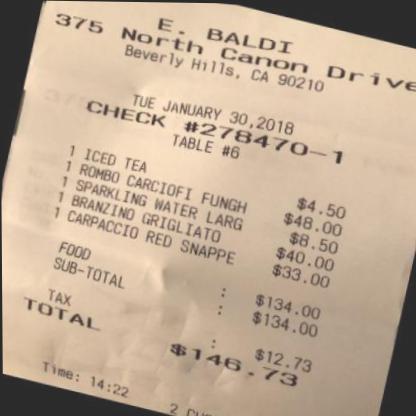 E. BALDI
375 North Canon Drive
Beverly Hills, CA 90210
TUE JANUARY 30,2018
CHECK #278470-1
TABLE #6
1 ICED TEA $4.50
1 ROMBO CARCIOFI FUNGH $48.00
1 SPARKLING WATER LARG $8.50
1 BRANZINO GRIGLIATO $40.00
1 CARPACCIO RED SNAPPE $33.00
FOOD : $134.00
SUB-TOTAL : $134.00
TAX : $12.73
TOTAL $146.73
Time: 14:22
2